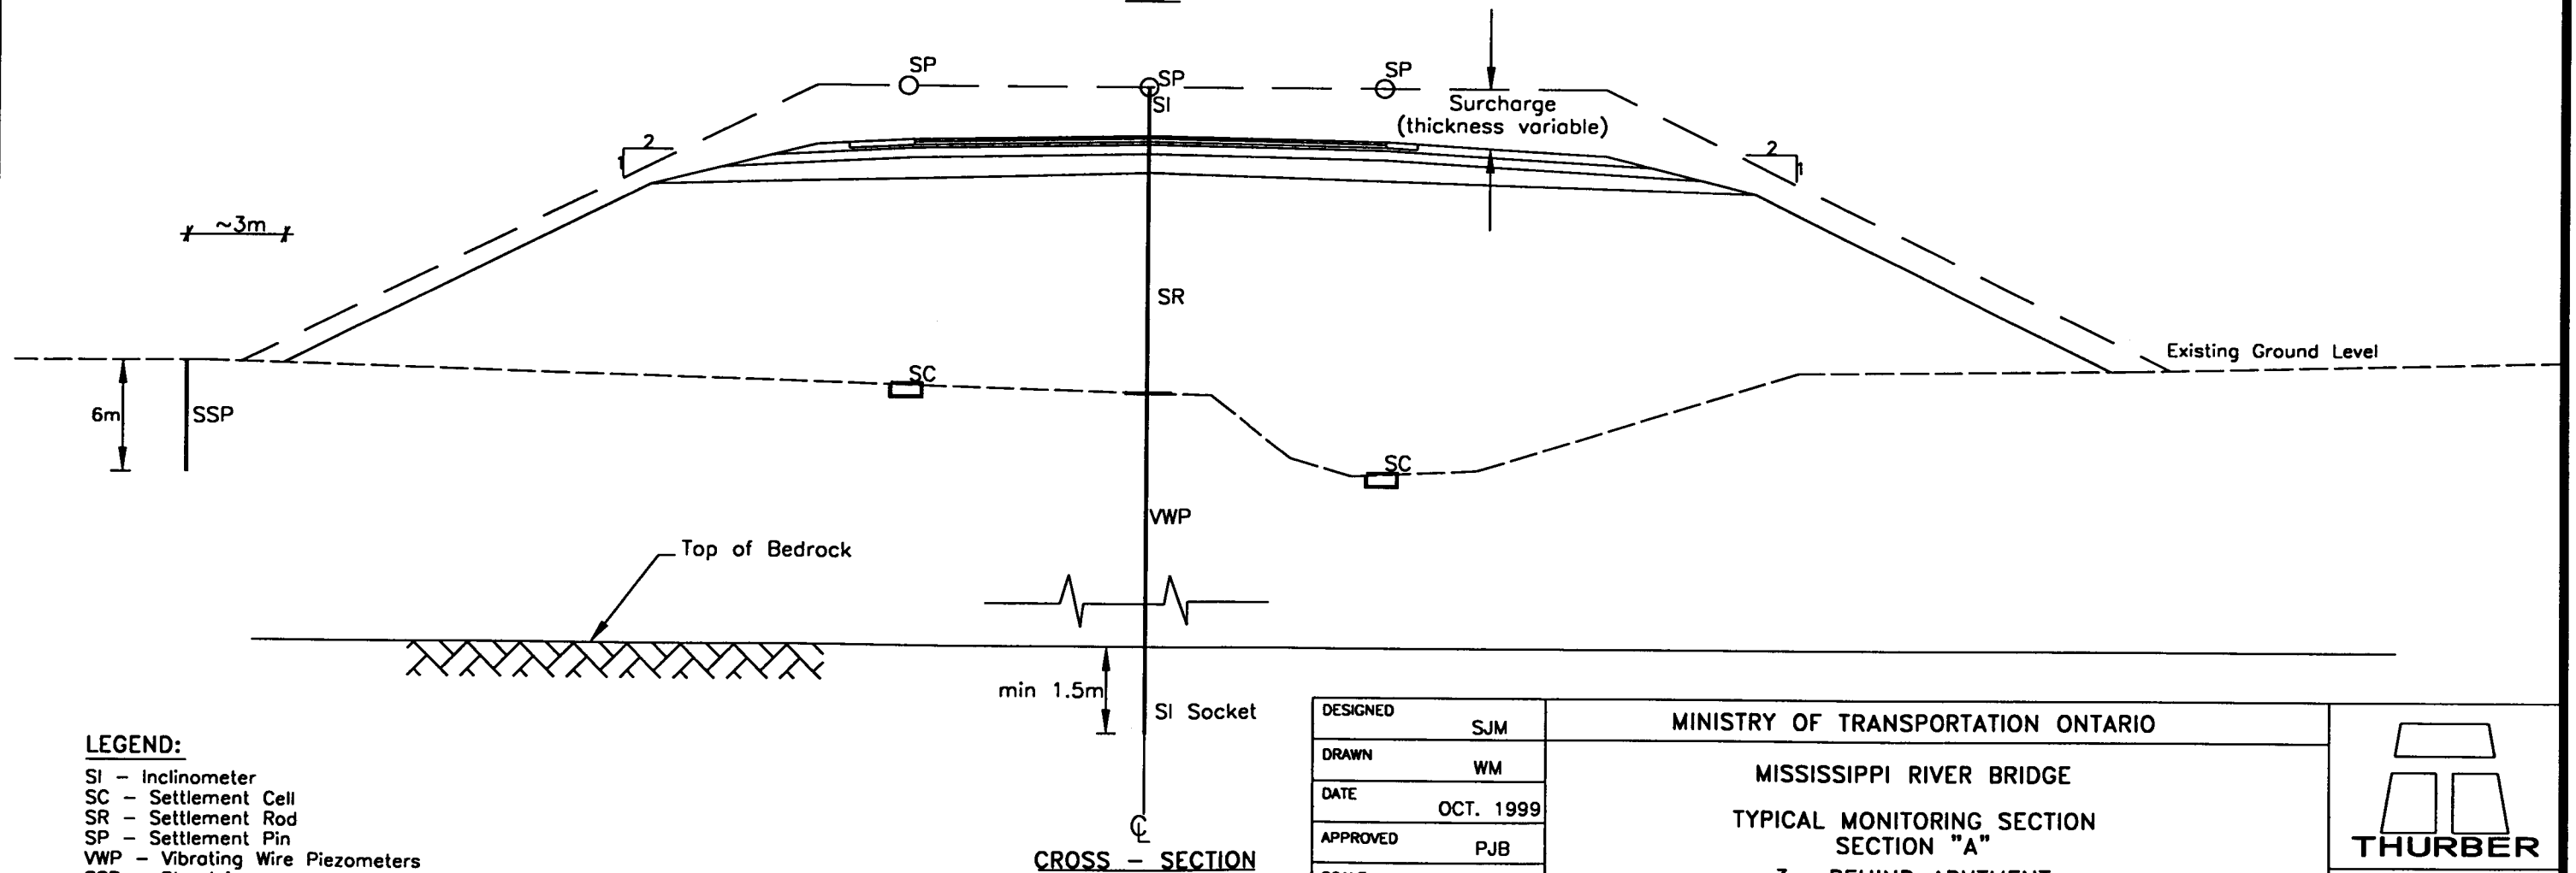 SP
SP
SP
SI
Surcharge
(thickness variable)
2
1
2
1
~3m
SR
Existing Ground Level
SC
6m
SSP
SC
VWP
Top of Bedrock
min 1.5m
SI Socket
LEGEND:
SI - Inclinometer
SC - Settlement Cell
SR - Settlement Rod
SP - Settlement Pin
VWP - Vibrating Wire Piezometers
℄
CROSS - SECTION
DESIGNED SJM
DRAWN WM
DATE OCT. 1999
APPROVED PJB
MINISTRY OF TRANSPORTATION ONTARIO
MISSISSIPPI RIVER BRIDGE
TYPICAL MONITORING SECTION
SECTION "A"
BEHIND ABUTMENT
THURBER